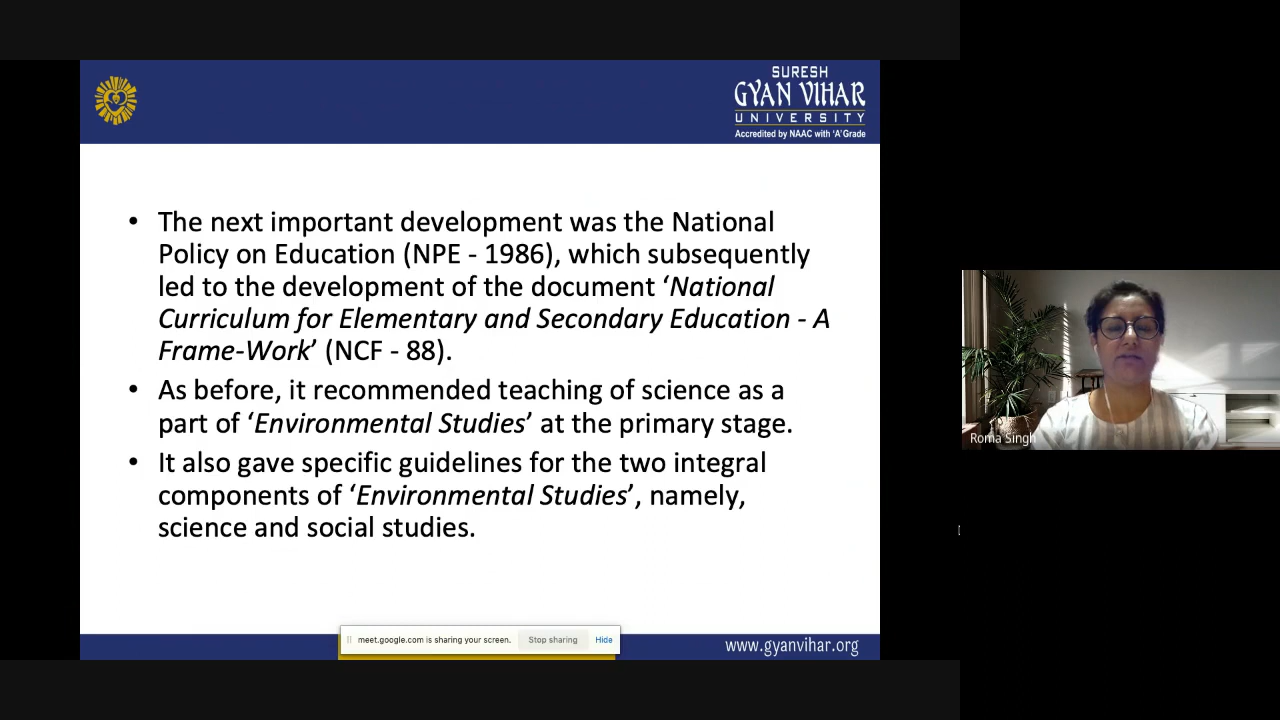 SURESH
GYAN VIHAR
UNIVERSITY
Accredited by NAAC with 'A' Grade
• The next important development was the National
Policy on Education (NPE - 1986), which subsequently
led to the development of the document ‘National
Curriculum for Elementary and Secondary Education - A
Frame-Work’ (NCF - 88).
• As before, it recommended teaching of science as a
part of ‘Environmental Studies’ at the primary stage.
• It also gave specific guidelines for the two integral
components of ‘Environmental Studies’, namely,
science and social studies.
Roma Singh
meet.google.com is sharing your screen. Stop sharing Hide
www.gyanvihar.org